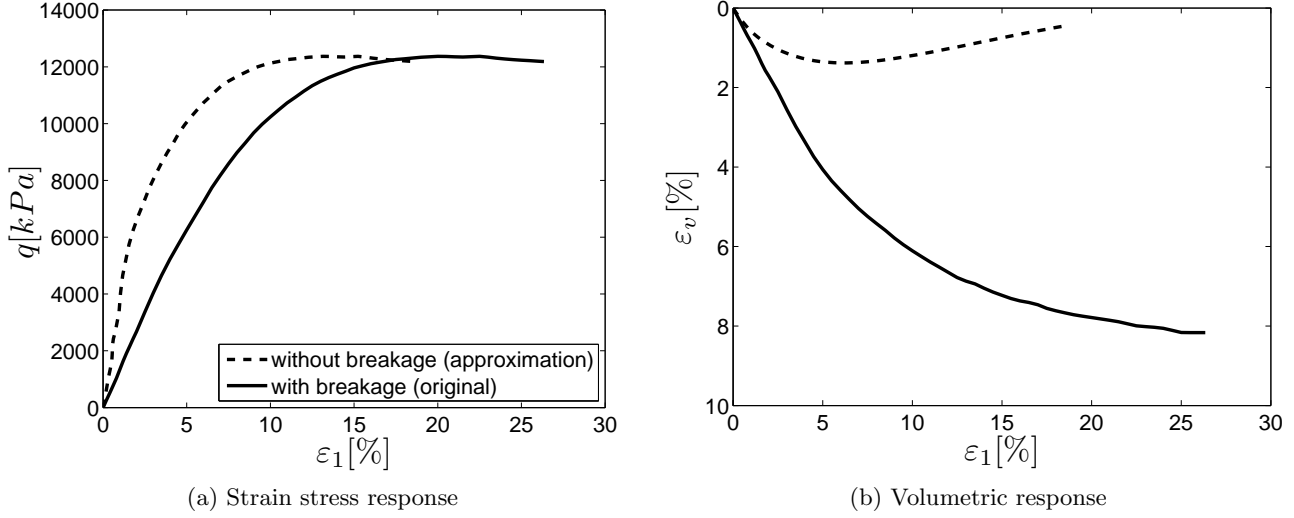 14000
12000
10000
8000
6000
4000
2000
0
q[kPa]
0 5 10 15 20 25 30
ε1[%]
without breakage (approximation)
with breakage (original)
(a) Strain stress response
0
2
4
6
8
10
εv[%]
0 5 10 15 20 25 30
ε1[%]
(b) Volumetric response